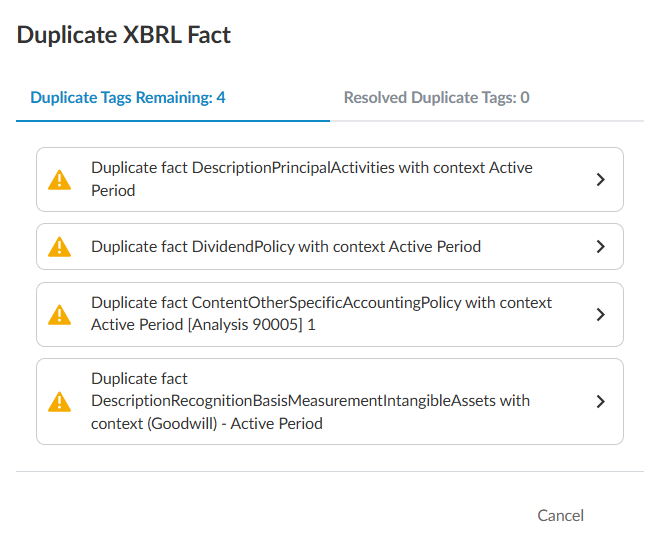 Duplicate XBRL Fact
Duplicate Tags Remaining: 4
Resolved Duplicate Tags: 0
Duplicate fact DescriptionPrincipalActivities with context Active
Period
Duplicate fact DividendPolicy with context Active Period
Duplicate fact ContentOtherSpecificAccountingPolicy with context
Active Period [Analysis 90005] 1
Duplicate fact
DescriptionRecognitionBasisMeasurementIntangibleAssets with
context (Goodwill) - Active Period
Cancel